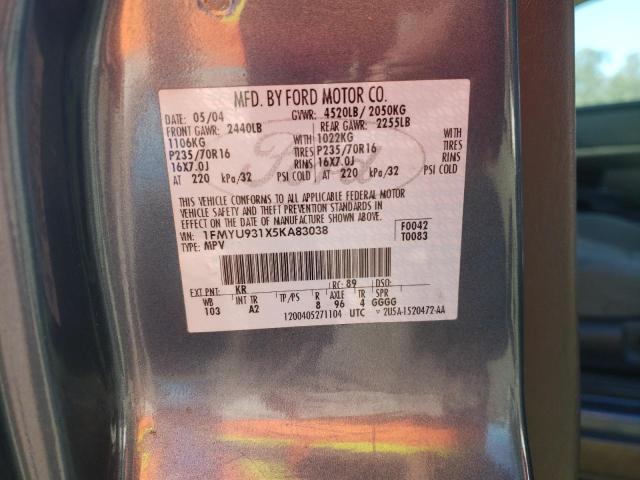 MFD. BY FORD MOTOR CO.
DATE 05/04 GVWR: 4520LB/ 2050KG
FRONT GAWR: 2440LB REAR GAWR: 2255LB
1106KG 1022KG
P235/70R16 TIRES P235/70R16 TIRES
16X7.0J RIMS 16X7.0J RIMS
AT 220 kPa/32 PSI COLD AT 220 kPa/32 PSI COLD
Ford
THIS VEHICLE CONFORMS TO ALL APPLICABLE FEDERAL MOTOR
VEHICLE SAFETY AND THEFT PREVENTION STANDARDS IN
EFFECT ON THE DATE OF MANUFACTURE SHOWN ABOVE.
VIN: 1FMYU931X5KA83038 F0042
TYPE: MPV T0083
EXT PNT: KR RC: 89 DSO:
WB INT TR TP/PS R AXLE TR SPR
103 A2 8 96 4 GGGG
1200405271104 UTC 2U5A-1520472-AA